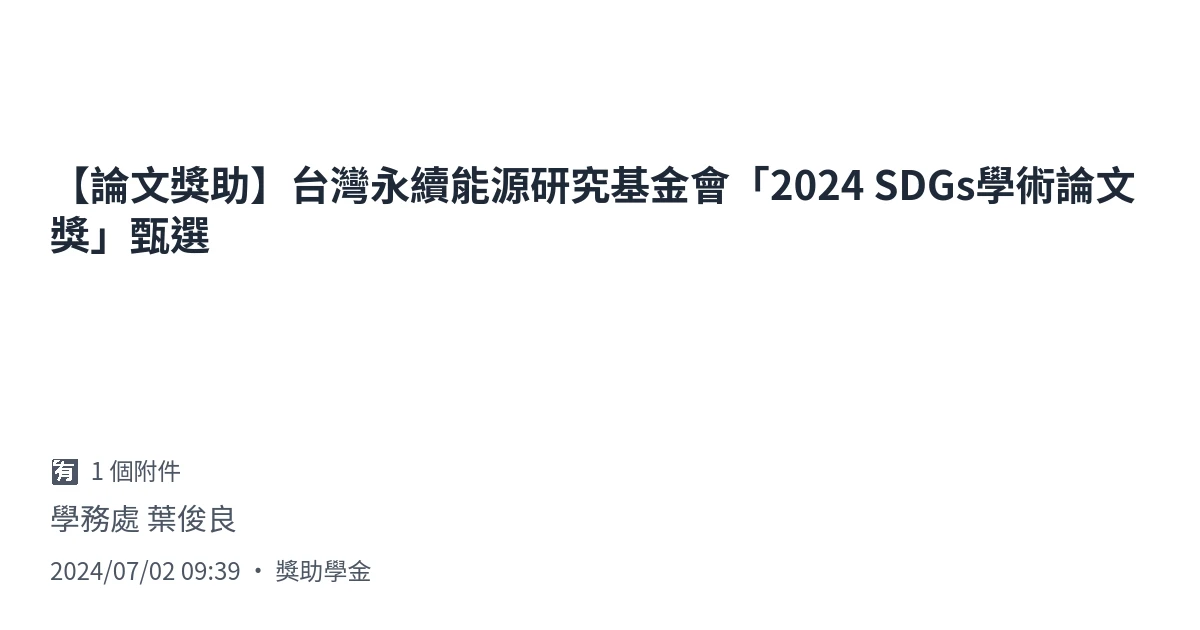 【論文獎助】台灣永續能源研究基金會「2024 SDGs學術論文
獎」甄選
有 1 個附件
學務處 葉俊良
2024/07/02 09:39 ・ 獎助學金